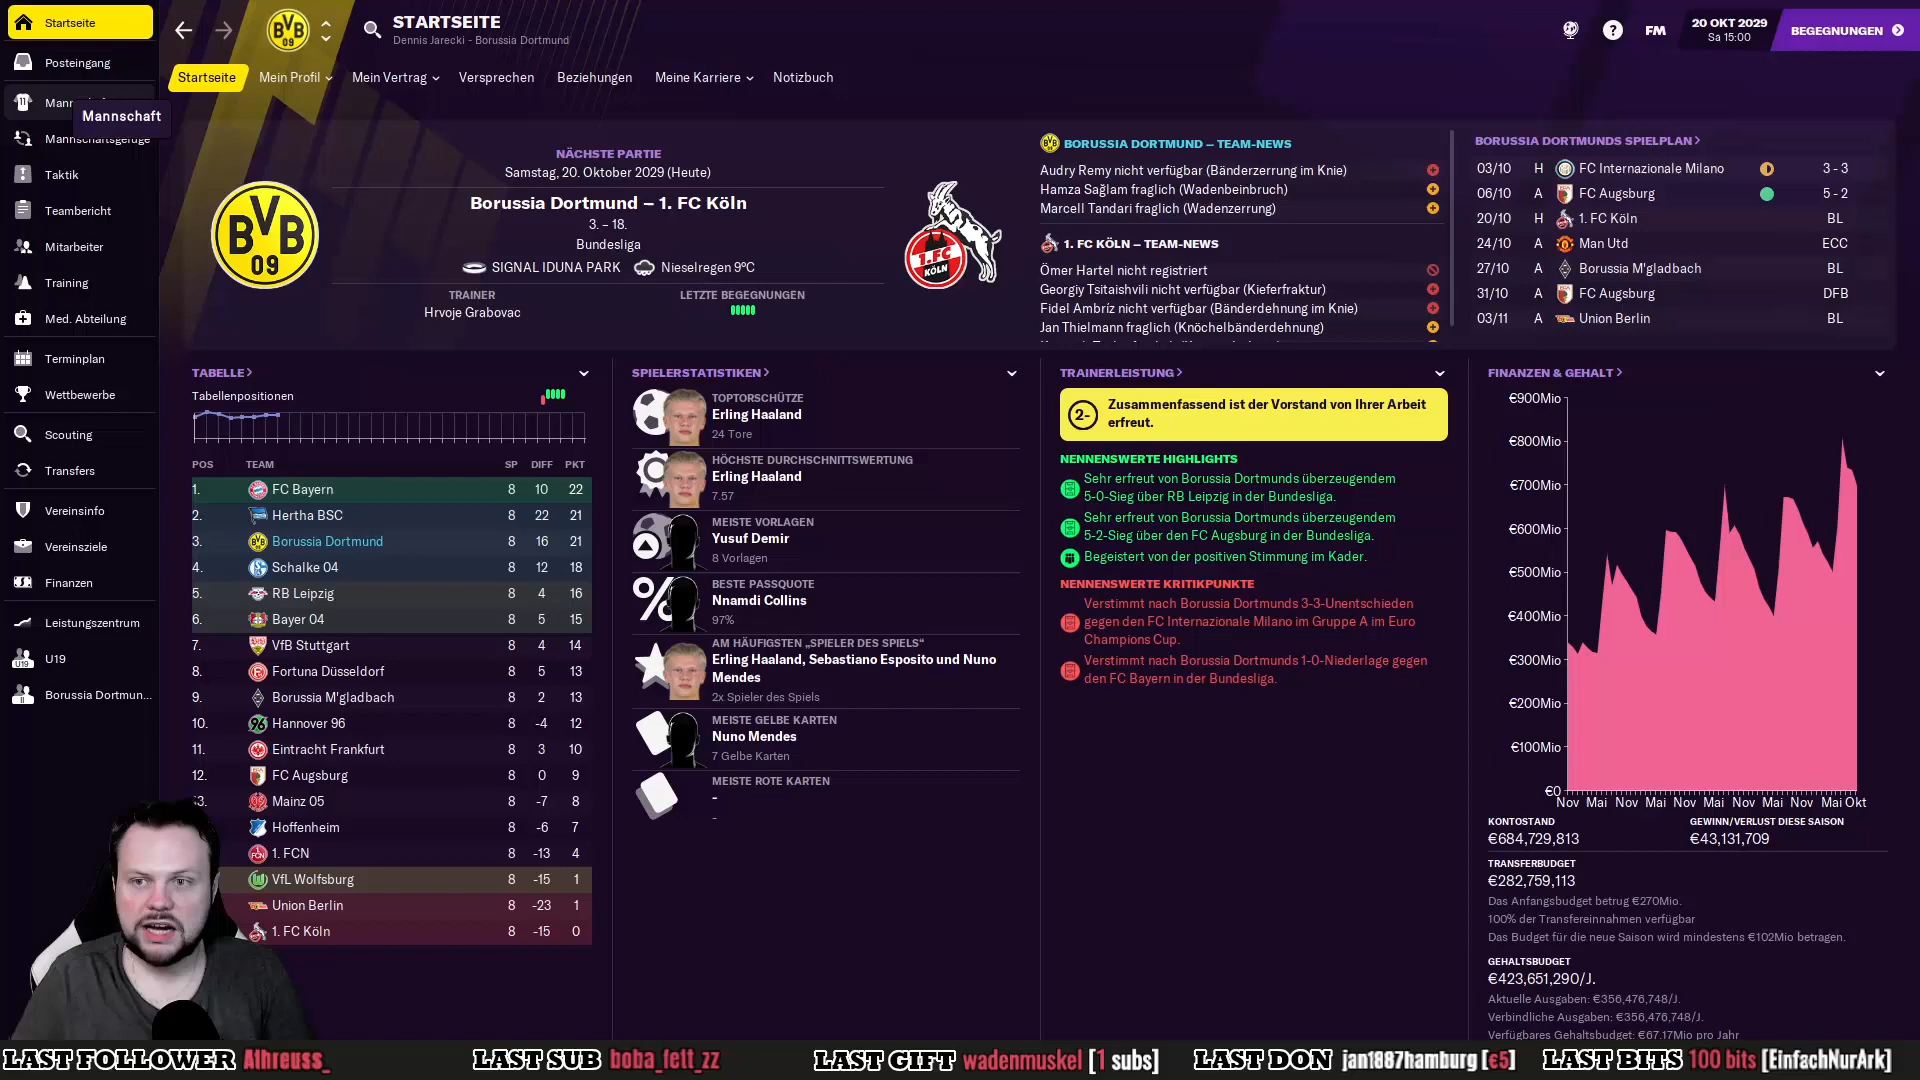 Startseite
Posteingang
Mannschaft
Mannschaftsgefüge
Taktik
Teambericht
Mitarbeiter
Training
Med. Abteilung
Terminplan
Wettbewerbe
Scouting
Transfers
Vereinsinfo
Vereinsziele
Finanzen
Leistungszentrum
U19
Borussia Dortmun...
STARTSEITE
Dennis Jarecki - Borussia Dortmund
FM
20 OKT 2029
Sa 15:00
BEGEGNUNGEN
Startseite
Mein Profil
Mein Vertrag
Versprechen
Beziehungen
Meine Karriere
Notizbuch
NÄCHSTE PARTIE
Samstag, 20. Oktober 2029 (Heute)
Borussia Dortmund – 1. FC Köln
3. – 18.
Bundesliga
SIGNAL IDUNA PARK Nieselregen 9°C
TRAINER
Hrvoje Grabovac
LETZTE BEGEGNUNGEN
BVB
09
1.FC
KÖLN
BORUSSIA DORTMUND – TEAM-NEWS
Audry Remy nicht verfügbar (Bänderzerrung im Knie)
Hamza Sağlam fraglich (Wadenbeinbruch)
Marcell Tandari fraglich (Wadenzerrung)
1. FC KÖLN – TEAM-NEWS
Ömer Hartel nicht registriert
Georgiy Tsitaishvili nicht verfügbar (Kieferfraktur)
Fidel Ambríz nicht verfügbar (Bänderdehnung im Knie)
Jan Thielmann fraglich (Knöchelbänderdehnung)
BORUSSIA DORTMUNDS SPIELPLAN
03/10 H FC Internazionale Milano 3 - 3
06/10 A FC Augsburg 5 - 2
20/10 H 1. FC Köln BL
24/10 A Man Utd ECC
27/10 A Borussia M'gladbach BL
31/10 A FC Augsburg DFB
03/11 A Union Berlin BL
TABELLE
Tabellenpositionen
POS TEAM SP DIFF PKT
1. FC Bayern 8 10 22
2. Hertha BSC 8 22 21
3. Borussia Dortmund 8 16 21
4. Schalke 04 8 12 18
5. RB Leipzig 8 4 16
6. Bayer 04 8 5 15
7. VfB Stuttgart 8 4 14
8. Fortuna Düsseldorf 8 5 13
9. Borussia M'gladbach 8 2 13
10. Hannover 96 8 -4 12
11. Eintracht Frankfurt 8 3 10
12. FC Augsburg 8 0 9
3. Mainz 05 8 -7 8
Hoffenheim 8 -6 7
1. FCN 8 -13 4
VfL Wolfsburg 8 -15 1
Union Berlin 8 -23 1
1. FC Köln 8 -15 0
SPIELERSTATISTIKEN
TOPTORSCHÜTZE
Erling Haaland
24 Tore
HÖCHSTE DURCHSCHNITTSWERTUNG
Erling Haaland
7.57
MEISTE VORLAGEN
Yusuf Demir
8 Vorlagen
BESTE PASSQUOTE
Nnamdi Collins
97%
AM HÄUFIGSTEN „SPIELER DES SPIELS“
Erling Haaland, Sebastiano Esposito und Nuno
Mendes
2x Spieler des Spiels
MEISTE GELBE KARTEN
Nuno Mendes
7 Gelbe Karten
MEISTE ROTE KARTEN
-
-
TRAINERLEISTUNG
2-
Zusammenfassend ist der Vorstand von Ihrer Arbeit
erfreut.
NENNENSWERTE HIGHLIGHTS
Sehr erfreut von Borussia Dortmunds überzeugendem
5-0-Sieg über RB Leipzig in der Bundesliga.
Sehr erfreut von Borussia Dortmunds überzeugendem
5-2-Sieg über den FC Augsburg in der Bundesliga.
Begeistert von der positiven Stimmung im Kader.
NENNENSWERTE KRITIKPUNKTE
Verstimmt nach Borussia Dortmunds 3-3-Unentschieden
gegen den FC Internazionale Milano im Gruppe A im Euro
Champions Cup.
Verstimmt nach Borussia Dortmunds 1-0-Niederlage gegen
den FC Bayern in der Bundesliga.
FINANZEN & GEHALT
€900Mio
€800Mio
€700Mio
€600Mio
€500Mio
€400Mio
€300Mio
€200Mio
€100Mio
€0
Nov Mai Nov Mai Nov Mai Nov Mai Nov Mai Okt
KONTOSTAND
€684,729,813
GEWINN/VERLUST DIESE SAISON
€43,131,709
TRANSFERBUDGET
€282,759,113
Das Anfangsbudget betrug €270Mio.
100% der Transfereinnahmen verfügbar
Das Budget für die neue Saison wird mindestens €102Mio betragen.
GEHALTSBUDGET
€423,651,290/J.
Aktuelle Ausgaben: €356,476,748/J.
Verbindliche Ausgaben: €356,476,748/J.
Verfügbares Gehaltsbudget: €67.17Mio pro Jahr
LAST FOLLOWER Alhreuss_
LAST SUB boba_fett_zz
LAST GIFT wadenmuskel [1 subs]
LAST DON jan1887hamburg [€5]
LAST BITS 100 bits [EinfachNurArk]